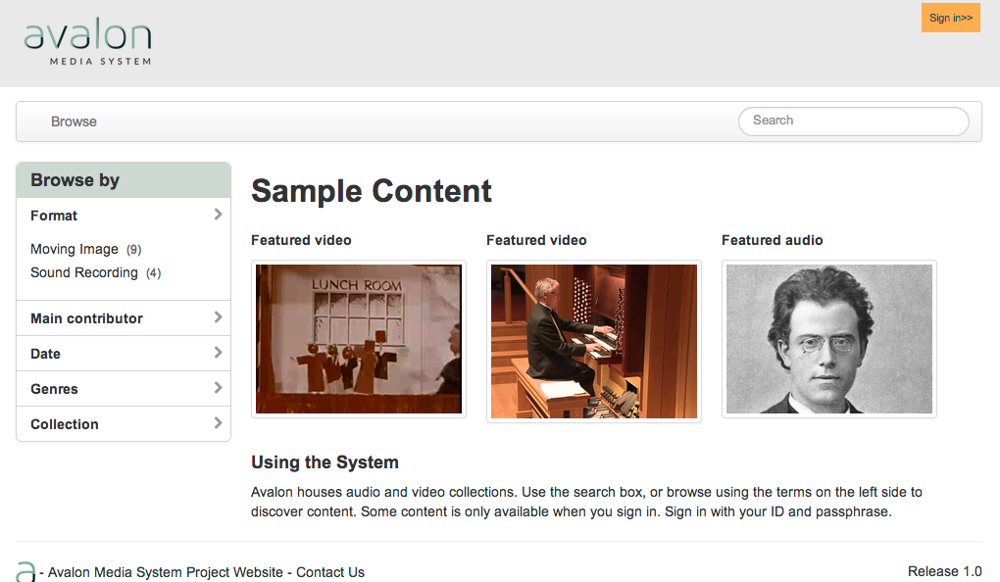 avalon
MEDIA SYSTEM
Sign in>>
Browse
Search
Browse by
Format
Moving Image (9)
Sound Recording (4)
Main contributor
Date
Genres
Collection
Sample Content
Featured video
Featured video
Featured audio
LUNCH ROOM
Using the System
Avalon houses audio and video collections. Use the search box, or browse using the terms on the left side to
discover content. Some content is only available when you sign in. Sign in with your ID and passphrase.
a - Avalon Media System Project Website - Contact Us
Release 1.0